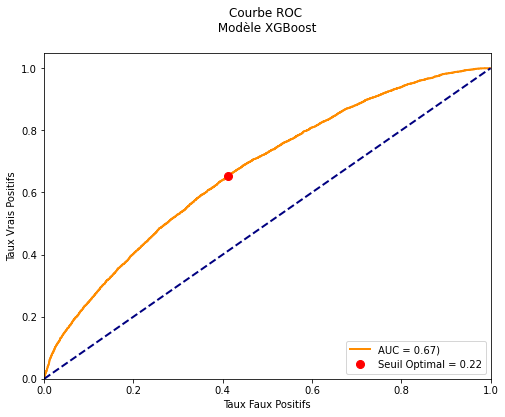 Courbe ROC
Modèle XGBoost
1.0
0.8
0.6
0.4
0.2
0.0
Taux Vrais Positifs
AUC = 0.67)
Seuil Optimal = 0.22
0.0 0.2 0.4 0.6 0.8 1.0
Taux Faux Positifs